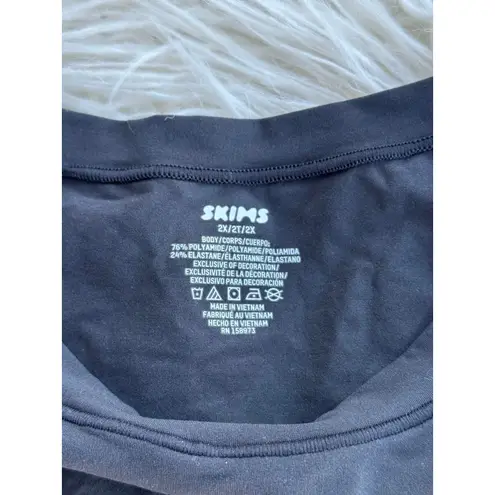 SKIMS
2X/2T/2X
BODY/CORPS/CUERPO:
76% POLYAMIDE/POLYAMIDE/POLIAMIDA
24% ELASTANE/ÉLASTHANNE/ELASTANO
EXCLUSIVE OF DECORATION/
EXCLUSIVITÉ DE LA DÉCORATION/
EXCLUSIVO PARA DECORACIÓN
MADE IN VIETNAM
FABRIQUÉ AU VIETNAM
HECHO EN VIETNAM
RN 158973